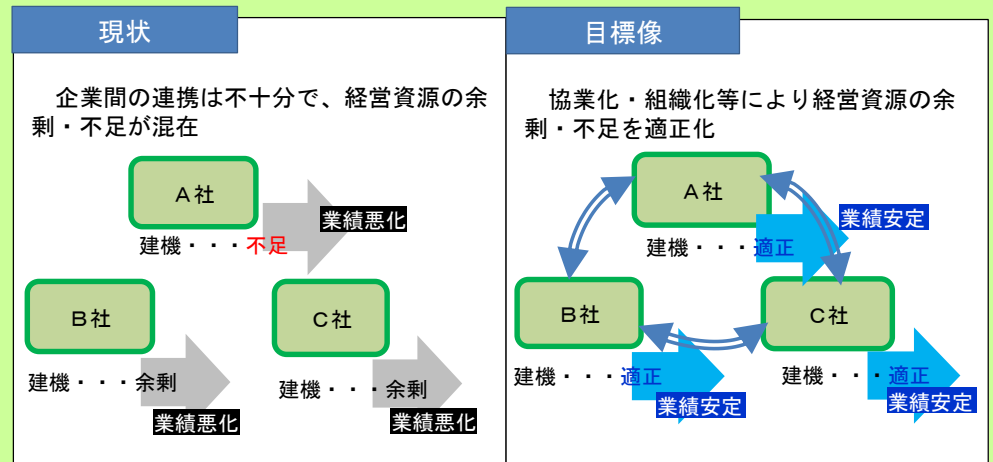 現状
企業間の連携は不十分で、経営資源の余
剰・不足が混在
A社
業績悪化
建機・・・不足
B社
C社
建機・・・余剰
建機・・・余剰
業績悪化
業績悪化
目標像
協業化・組織化等により経営資源の余
剰・不足を適正化
A社
業績安定
建機・・・適正
B社
C社
建機・・・適正
建機・・・適正
業績安定
業績安定